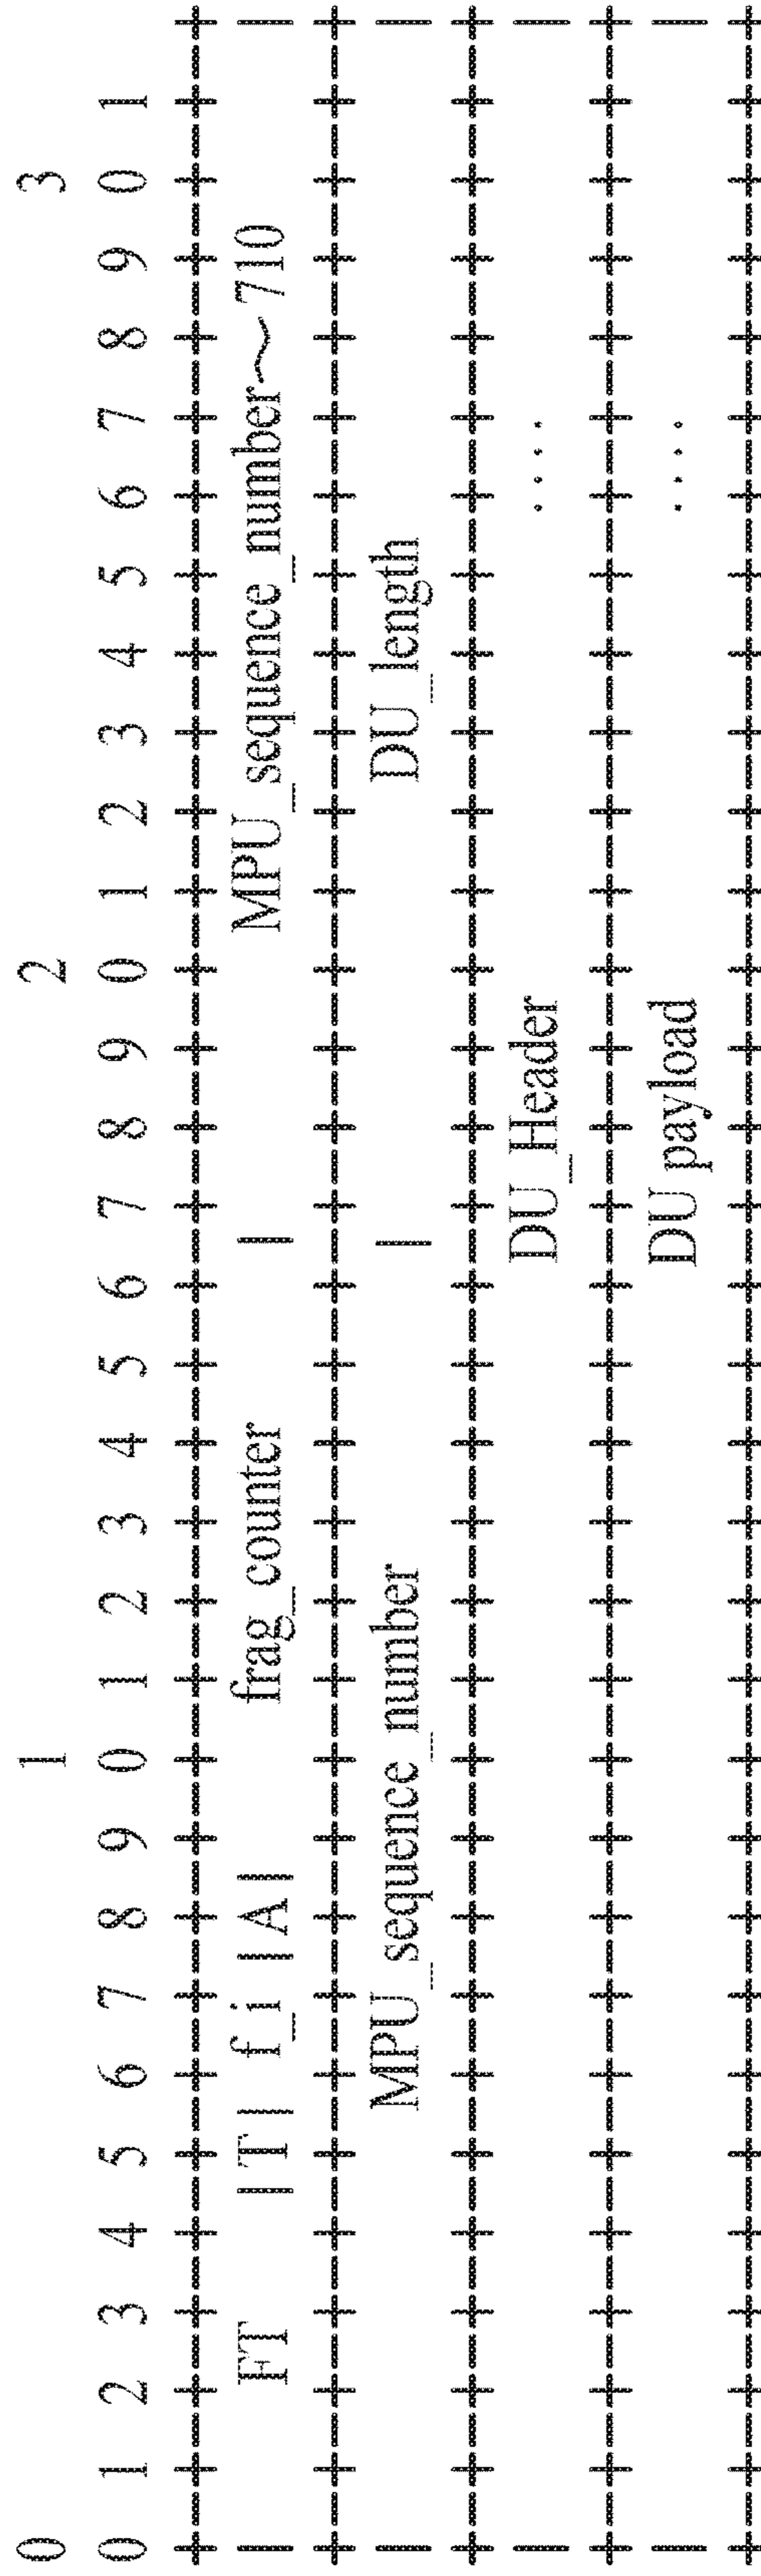 0 1 2 3
0 1 2 3 4 5 6 7 8 9 0 1 2 3 4 5 6 7 8 9 0 1 2 3 4 5 6 7 8 9 0 1
+--+--+--+--+--+--+--+--+--+--+--+--+--+--+--+--+--+--+--+--+--+--+--+--+--+--+--+--+--+--+--+--+
| FT |T| f_i |A| frag_counter | MPU_sequence_number~710 |
+--+--+--+--+--+--+--+--+--+--+--+--+--+--+--+--+--+--+--+--+--+--+--+--+--+--+--+--+--+--+--+--+
| MPU_sequence_number | DU_length |
+--+--+--+--+--+--+--+--+--+--+--+--+--+--+--+--+--+--+--+--+--+--+--+--+--+--+--+--+--+--+--+--+
| DU_Header .... |
+--+--+--+--+--+--+--+--+--+--+--+--+--+--+--+--+--+--+--+--+--+--+--+--+--+--+--+--+--+--+--+--+
| DU payload .... |
+--+--+--+--+--+--+--+--+--+--+--+--+--+--+--+--+--+--+--+--+--+--+--+--+--+--+--+--+--+--+--+--+